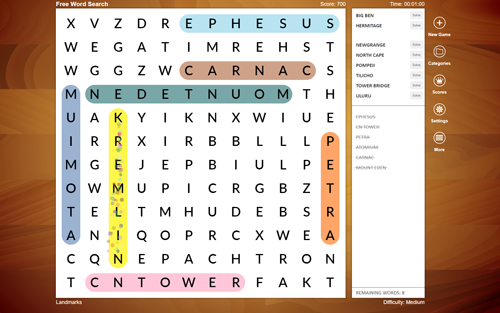 Free Word Search
Score: 700
Time: 00:01:00
X V Z D R E P H E S U S
W E G A T I M R E H S T
W G G Z W C A R N A C S
M N E D E T N U O M T H
U A K Y I K N X W I U E
I R R X I R B B L L L P
M G E J E P B I U L P E
O W M U P I C R G B Z T
T E L T M H U D E B S R
A N I Q O P R C X W E A
C Q N E P A C H T R O N
T C N T O W E R F A K T
BIG BEN Solve
HERMITAGE Solve
NEWGRANGE Solve
NORTH CAPE Solve
POMPEII Solve
TILICHO Solve
TOWER BRIDGE Solve
ULURU Solve
EPHESUS
CN TOWER
PETRA
ATOMIUM
CARNAC
MOUNT EDEN
REMAINING WORDS: 8
New Game
Categories
Scores
Settings
More
Landmarks
Difficulty: Medium